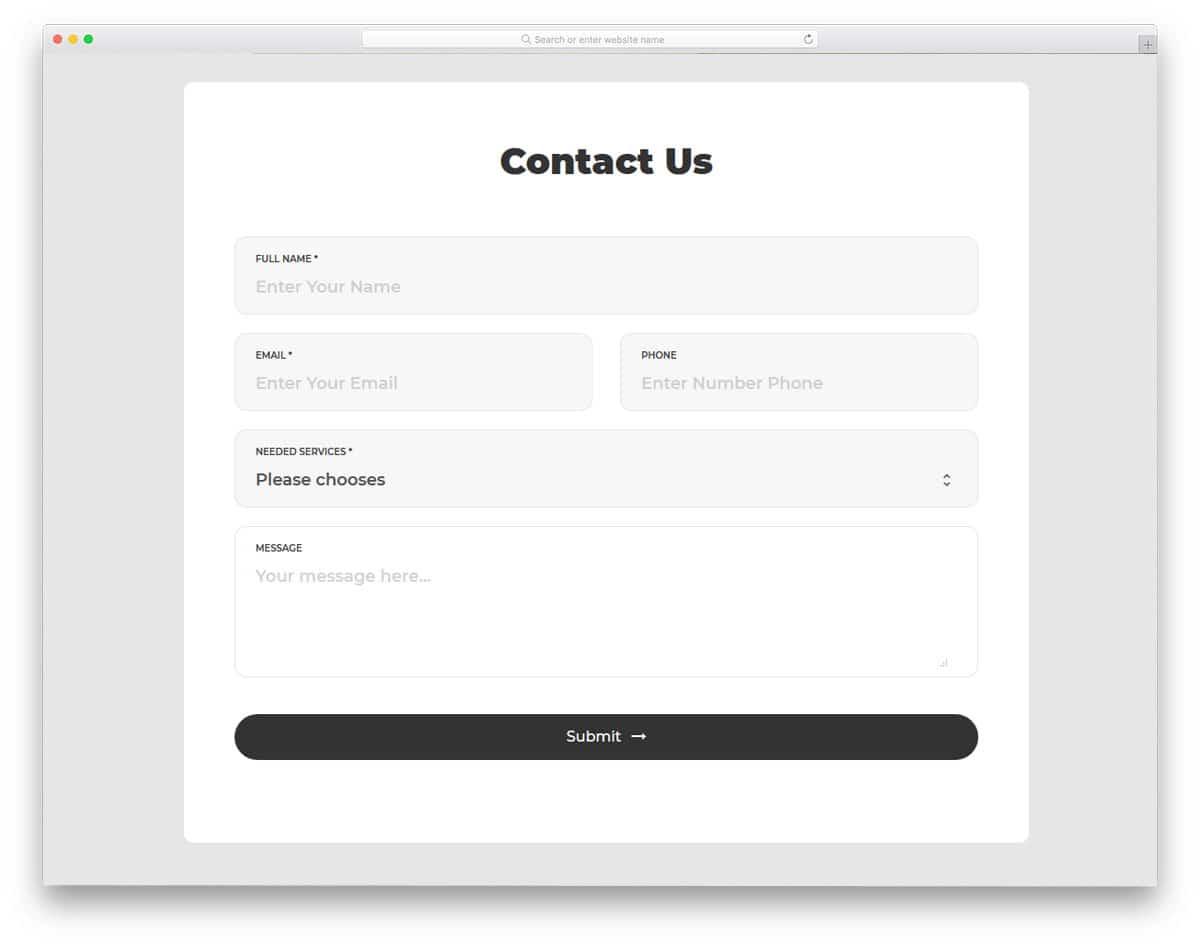 Search or enter website name
Contact Us
FULL NAME *
Enter Your Name
EMAIL *
Enter Your Email
PHONE
Enter Number Phone
NEEDED SERVICES *
Please chooses
MESSAGE
Your message here...
Submit →